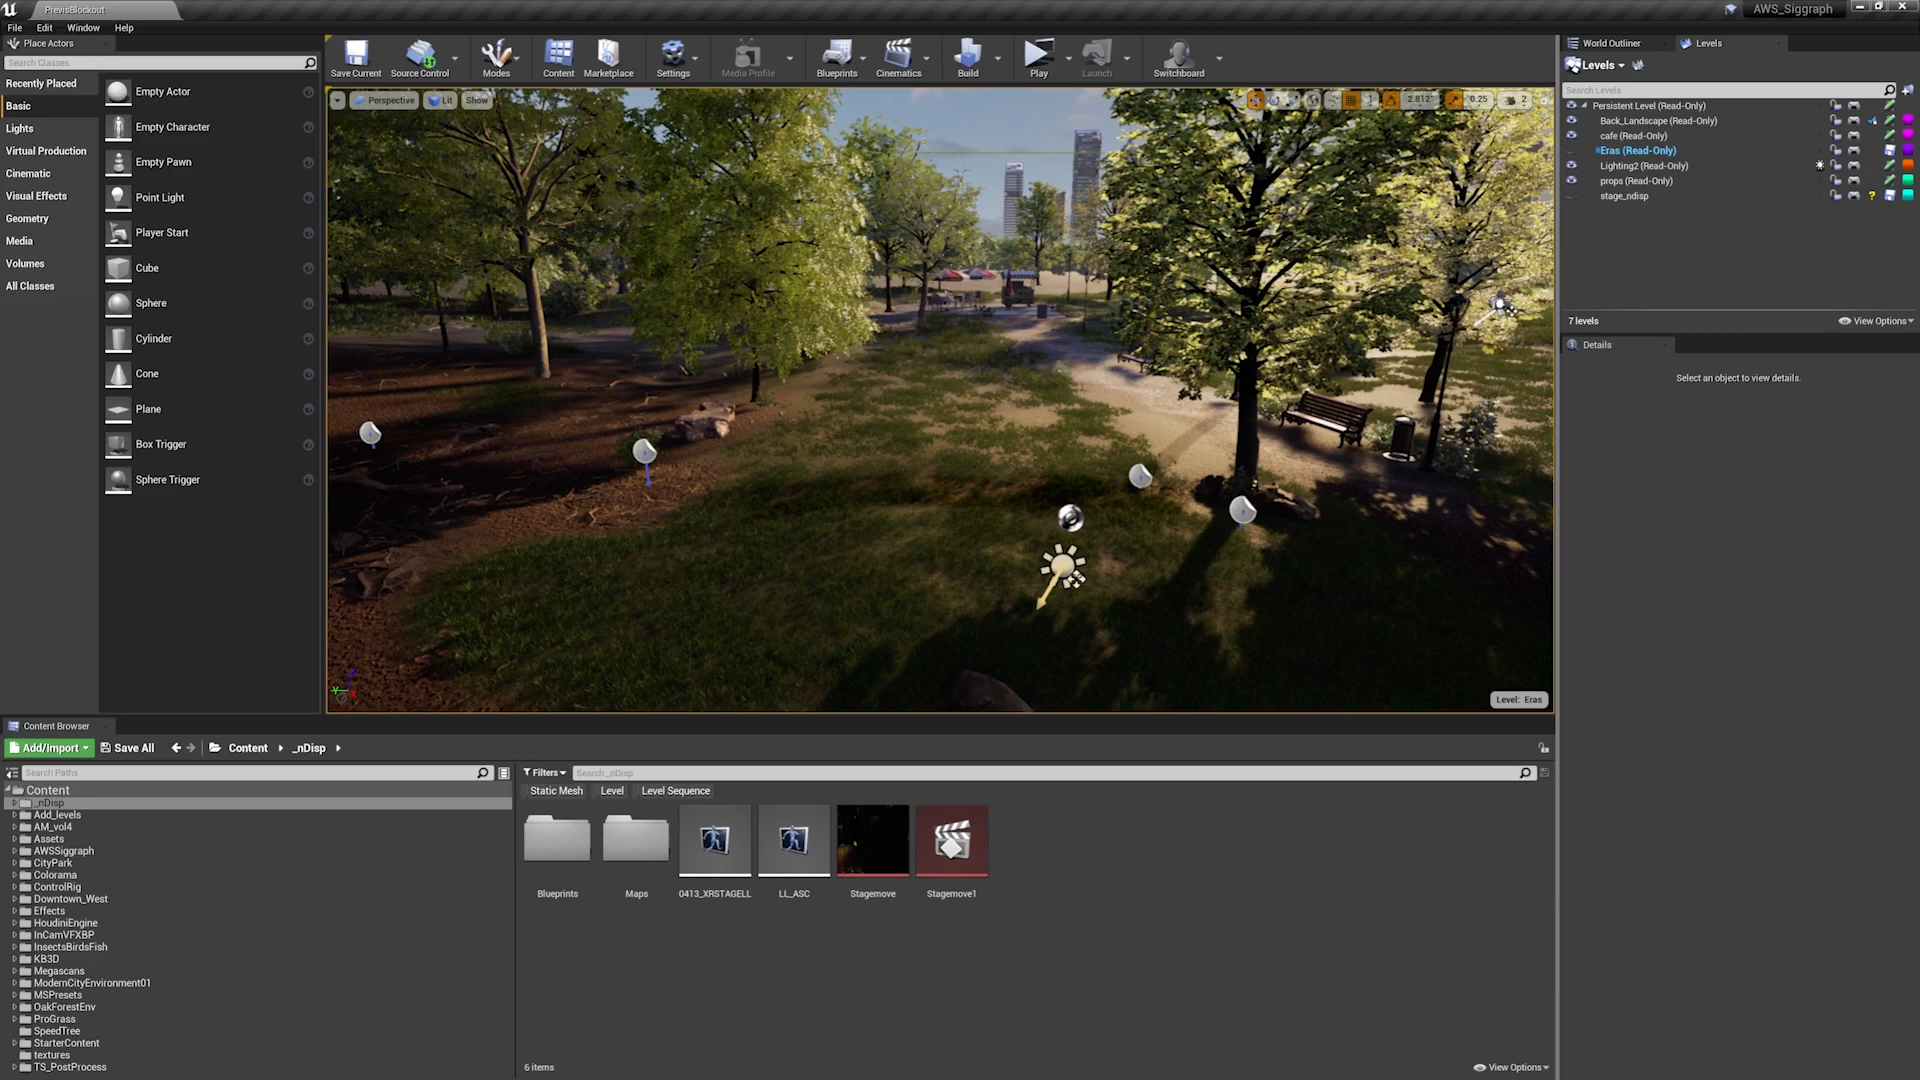 PrevisBlockout
AWS_Siggraph
File Edit Window Help
Place Actors
Search Classes
Recently Placed
Basic
Lights
Virtual Production
Cinematic
Visual Effects
Geometry
Media
Volumes
All Classes
Empty Actor
Empty Character
Empty Pawn
Point Light
Player Start
Cube
Sphere
Cylinder
Cone
Plane
Box Trigger
Sphere Trigger
Save Current Source Control Modes Content Marketplace Settings Media Profile Blueprints Cinematics Build Play Launch Switchboard
Perspective Lit Show
1 2.812° 0.25 2
Level: Eras
World Outliner Levels
Levels
Search Levels
Persistent Level (Read-Only)
Back_Landscape (Read-Only)
cafe (Read-Only)
Eras (Read-Only)
Lighting2 (Read-Only)
props (Read-Only)
stage_ndisp
7 levels
View Options
Details
Select an object to view details.
Content Browser
Add/Import Save All Content _nDisp
Search Paths
Content
_nDisp
Add_levels
AM_vol4
Assets
AWSSiggraph
CityPark
Colorama
ControlRig
Downtown_West
Effects
HoudiniEngine
InCamVFXBP
InsectsBirdsFish
KB3D
Megascans
ModernCityEnvironment01
MSPresets
OakForestEnv
ProGrass
SpeedTree
StarterContent
textures
TS_PostProcess
Filters Search _nDisp
Static Mesh Level Level Sequence
Blueprints Maps 0413_XRSTAGELL LL_ASC Stagemove Stagemove1
6 items
View Options